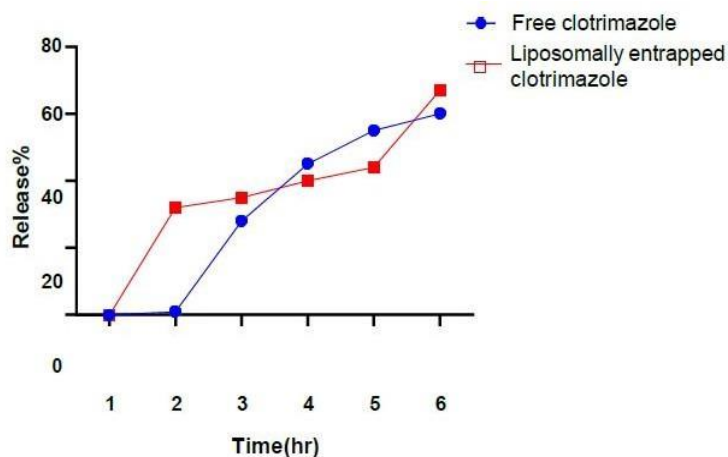 Free clotrimazole
Liposomally entrapped
clotrimazole
80
60
40
20
0
Release%
1 2 3 4 5 6
Time(hr)